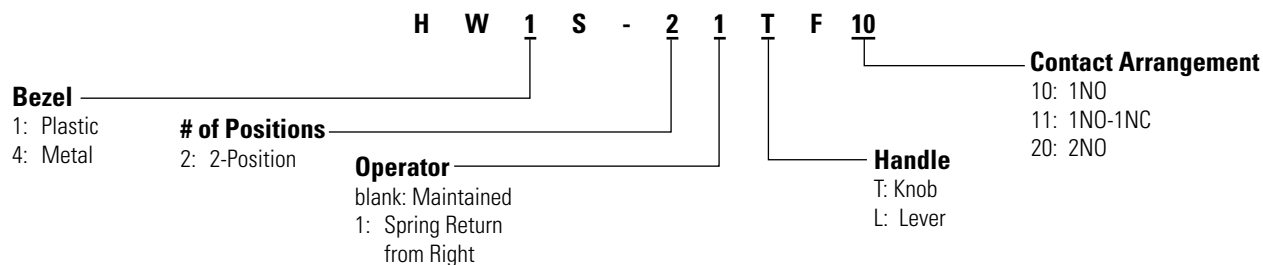 H W 1 S - 2 1 T F 10
Bezel
1: Plastic
4: Metal
# of Positions
2: 2-Position
Operator
blank: Maintained
1: Spring Return
from Right
Handle
T: Knob
L: Lever
Contact Arrangement
10: 1NO
11: 1NO-1NC
20: 2NO